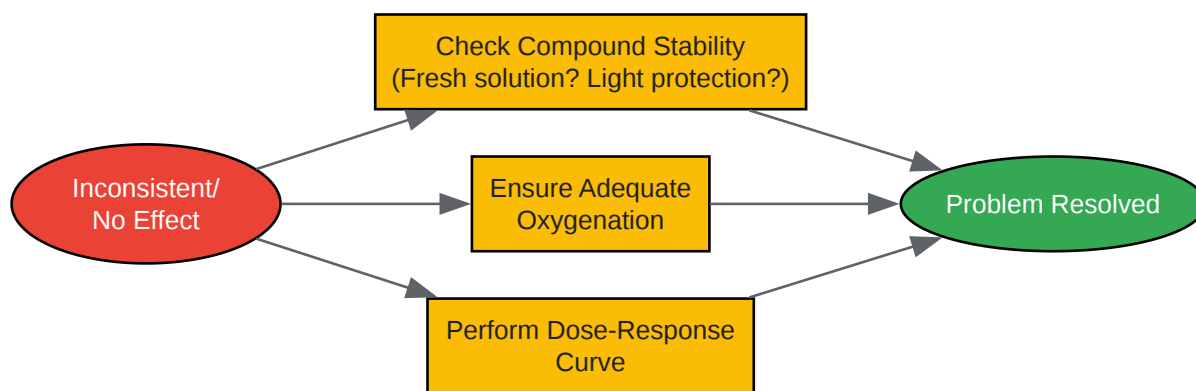 Check Compound Stability
(Fresh solution? Light protection?)
Inconsistent/
No Effect
Ensure Adequate
Oxygenation
Problem Resolved
Perform Dose-Response
Curve